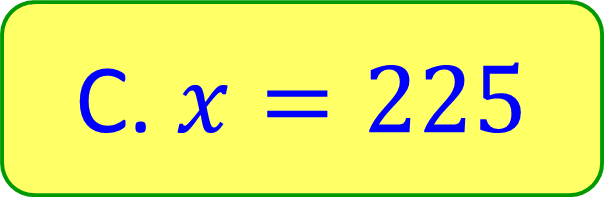 C. 𝑥 = 225